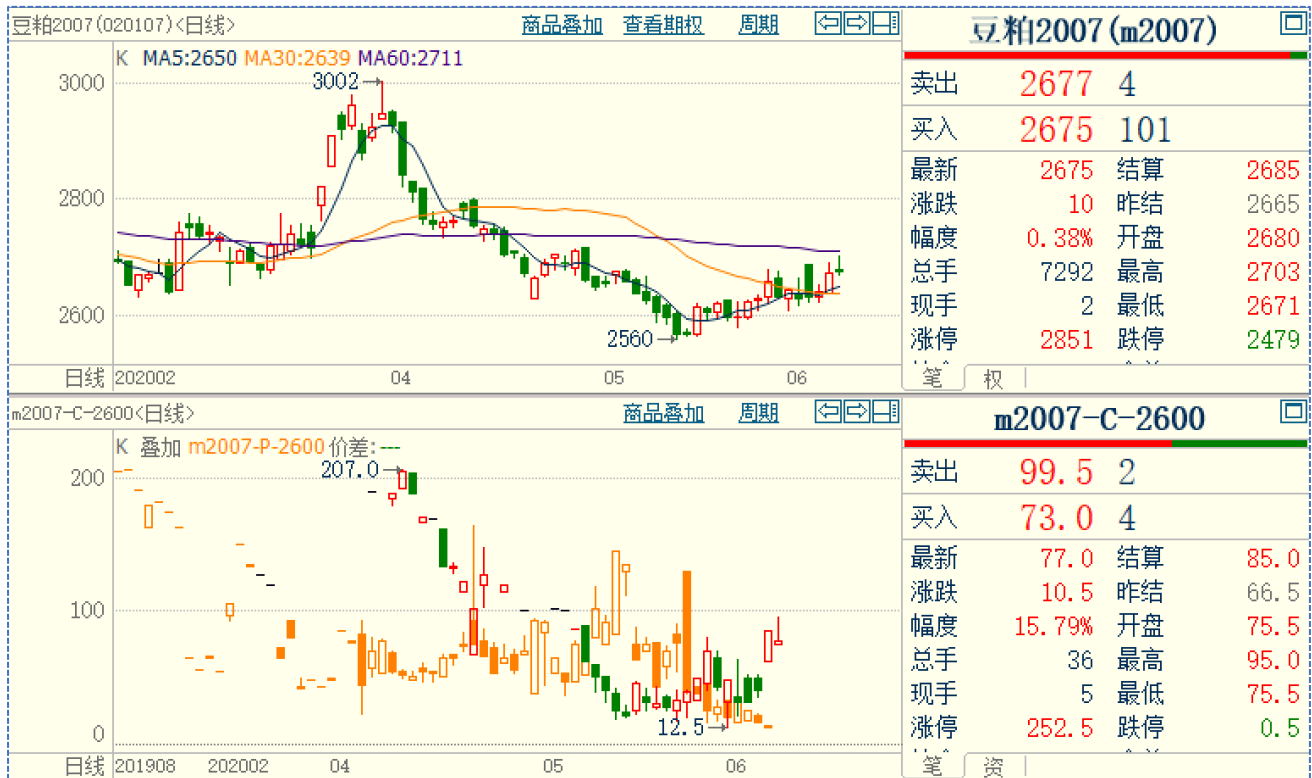 豆粕2007(020107)<日线> 商品叠加 查看期权 周期
K MA5:2650 MA30:2639 MA60:2711
3002
3000
2800
2600
2560
日线 202002 04 05 06
豆粕2007(m2007)
卖出 2677 4
买入 2675 101
最新 2675 结算 2685
涨跌 10 昨结 2665
幅度 0.38% 开盘 2680
总手 7292 最高 2703
现手 2 最低 2671
涨停 2851 跌停 2479
笔 权
m2007-C-2600<日线> 商品叠加 周期
K 叠加 m2007-P-2600 价差:---
207.0
200
100
12.5
0
日线 201908 202002 04 05 06
m2007-C-2600
卖出 99.5 2
买入 73.0 4
最新 77.0 结算 85.0
涨跌 10.5 昨结 66.5
幅度 15.79% 开盘 75.5
总手 36 最高 95.0
现手 5 最低 75.5
涨停 252.5 跌停 0.5
笔 资